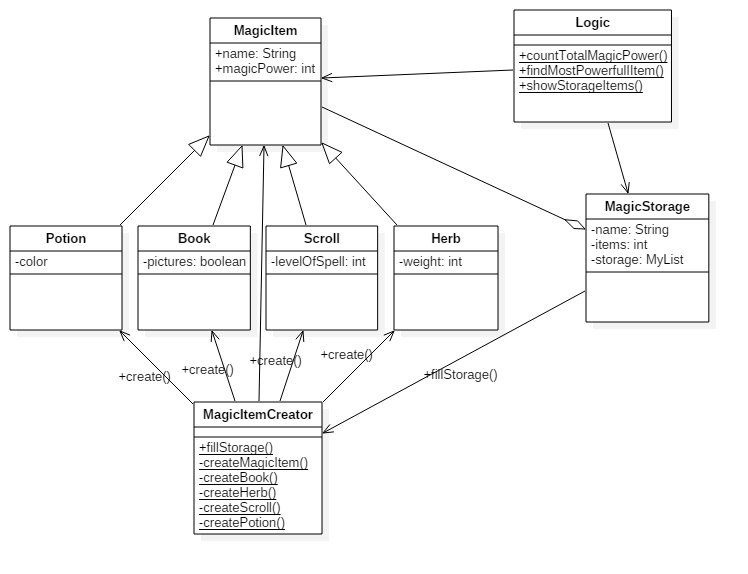 MagicItem
+name: String
+magicPower: int
Logic
+countTotalMagicPower()
+findMostPowerfullItem()
+showStorageItems()
MagicStorage
-name: String
-items: int
-storage: MyList
Potion
-color
Book
-pictures: boolean
Scroll
-levelOfSpell: int
Herb
-weight: int
+create()
+create()
+create()
+create()
+fillStorage()
MagicItemCreator
+fillStorage()
-createMagicItem()
-createBook()
-createHerb()
-createScroll()
-createPotion()